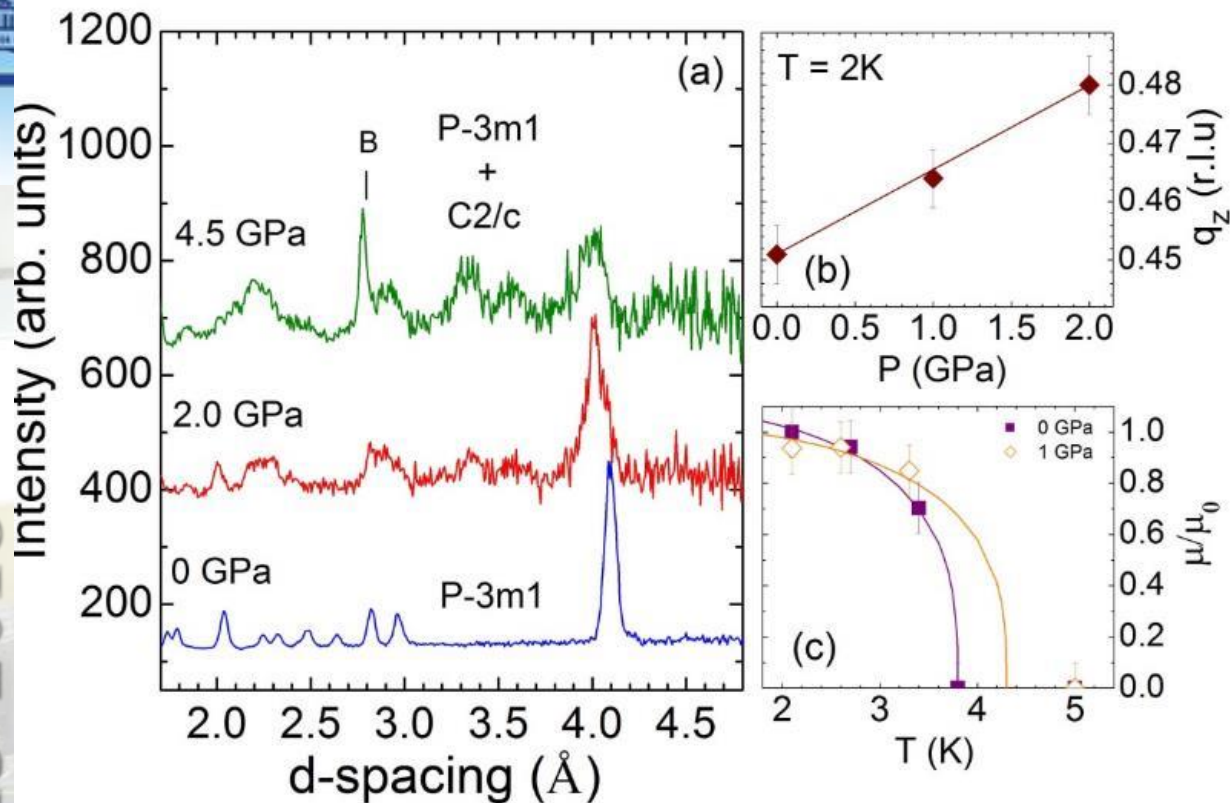 1200
1000
800
600
400
200
Intensity (arb. units)
(a)
B
P-3m1
+
C2/c
4.5 GPa
2.0 GPa
0 GPa
P-3m1
2.0 2.5 3.0 3.5 4.0 4.5
d-spacing (Å)
T = 2K
(b)
0.48
0.47
0.46
0.45
q_z (r.l.u)
0.0 0.5 1.0 1.5 2.0
P (GPa)
0 GPa
1 GPa
(c)
1.0
0.8
0.6
0.4
0.2
0.0
μ/μ_0
2 3 4 5
T (K)